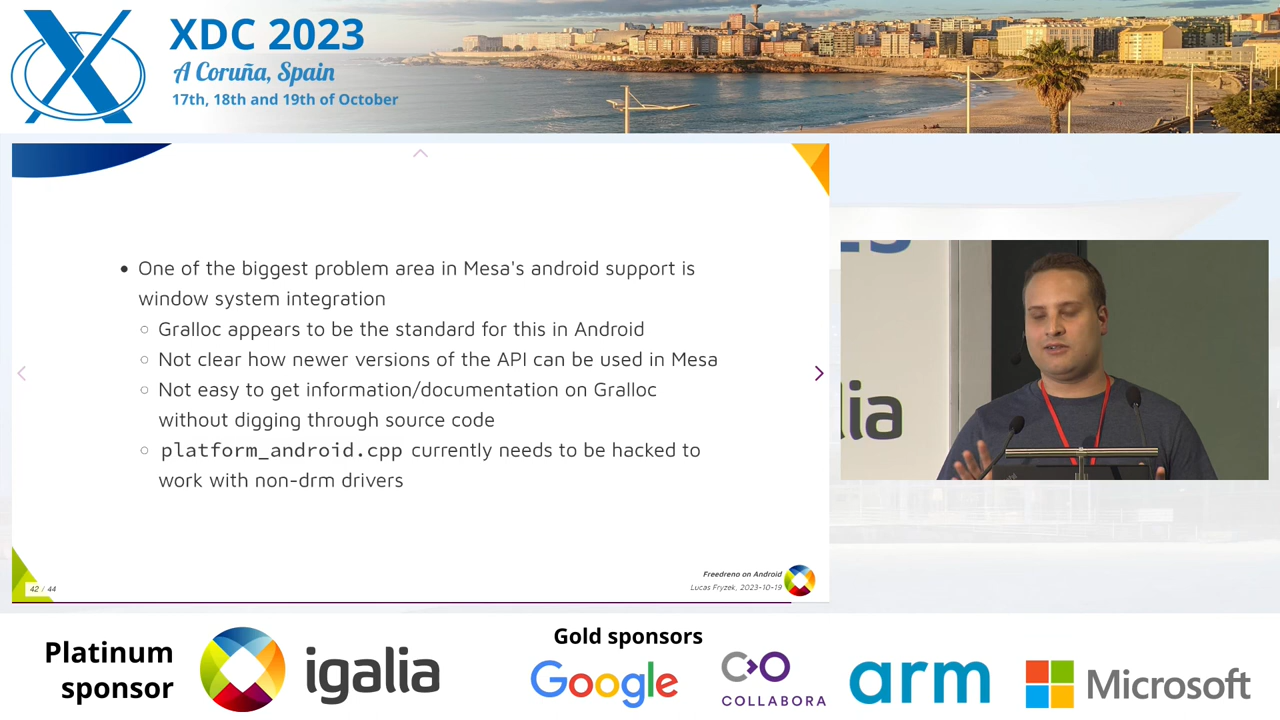 XDC 2023
A Coruña, Spain
17th, 18th and 19th of October
One of the biggest problem area in Mesa's android support is
window system integration
Gralloc appears to be the standard for this in Android
Not clear how newer versions of the API can be used in Mesa
Not easy to get information/documentation on Gralloc
without digging through source code
platform_android.cpp currently needs to be hacked to
work with non-drm drivers
42 / 44
Freedreno on Android
Lucas Fryzek, 2023-10-19
lia
Platinum
sponsor
igalia
Gold sponsors
Google
COLLABORA
arm
Microsoft